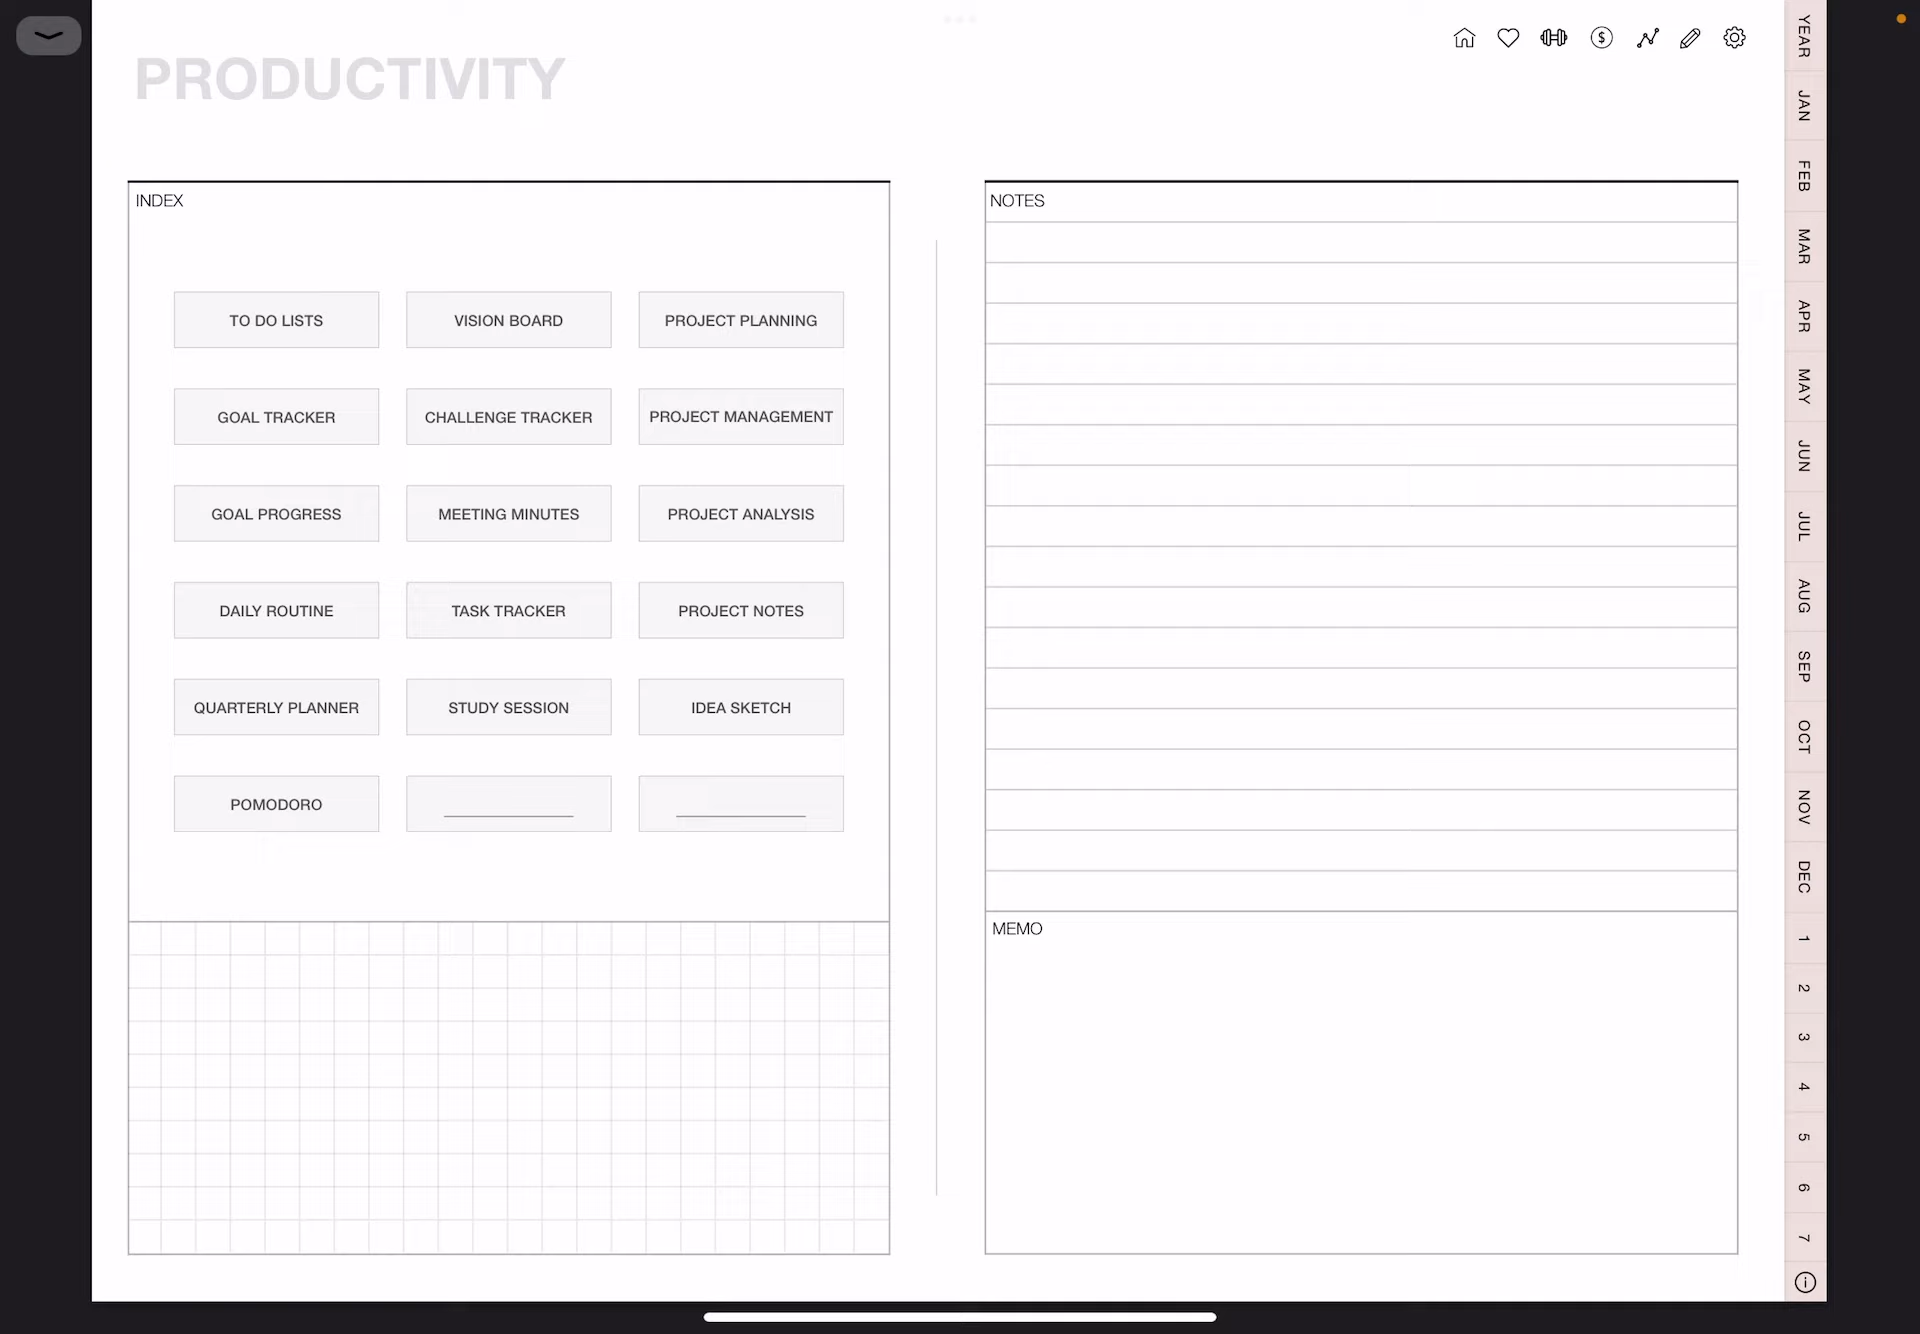 PRODUCTIVITY
INDEX
TO DO LISTS
VISION BOARD
PROJECT PLANNING
GOAL TRACKER
CHALLENGE TRACKER
PROJECT MANAGEMENT
GOAL PROGRESS
MEETING MINUTES
PROJECT ANALYSIS
DAILY ROUTINE
TASK TRACKER
PROJECT NOTES
QUARTERLY PLANNER
STUDY SESSION
IDEA SKETCH
POMODORO
NOTES
MEMO
YEAR
JAN
FEB
MAR
APR
MAY
JUN
JUL
AUG
SEP
OCT
NOV
DEC
1
2
3
4
5
6
7